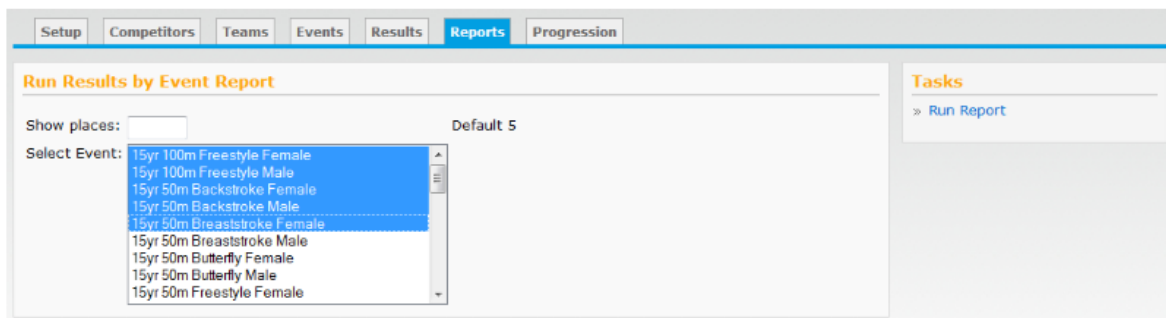 Setup Competitors Teams Events Results Reports Progression
Run Results by Event Report
Tasks
» Run Report
Show places: Default 5
Select Event:
15yr 100m Freestyle Female
15yr 100m Freestyle Male
15yr 50m Backstroke Female
15yr 50m Backstroke Male
15yr 50m Breaststroke Female
15yr 50m Breaststroke Male
15yr 50m Butterfly Female
15yr 50m Butterfly Male
15yr 50m Freestyle Female